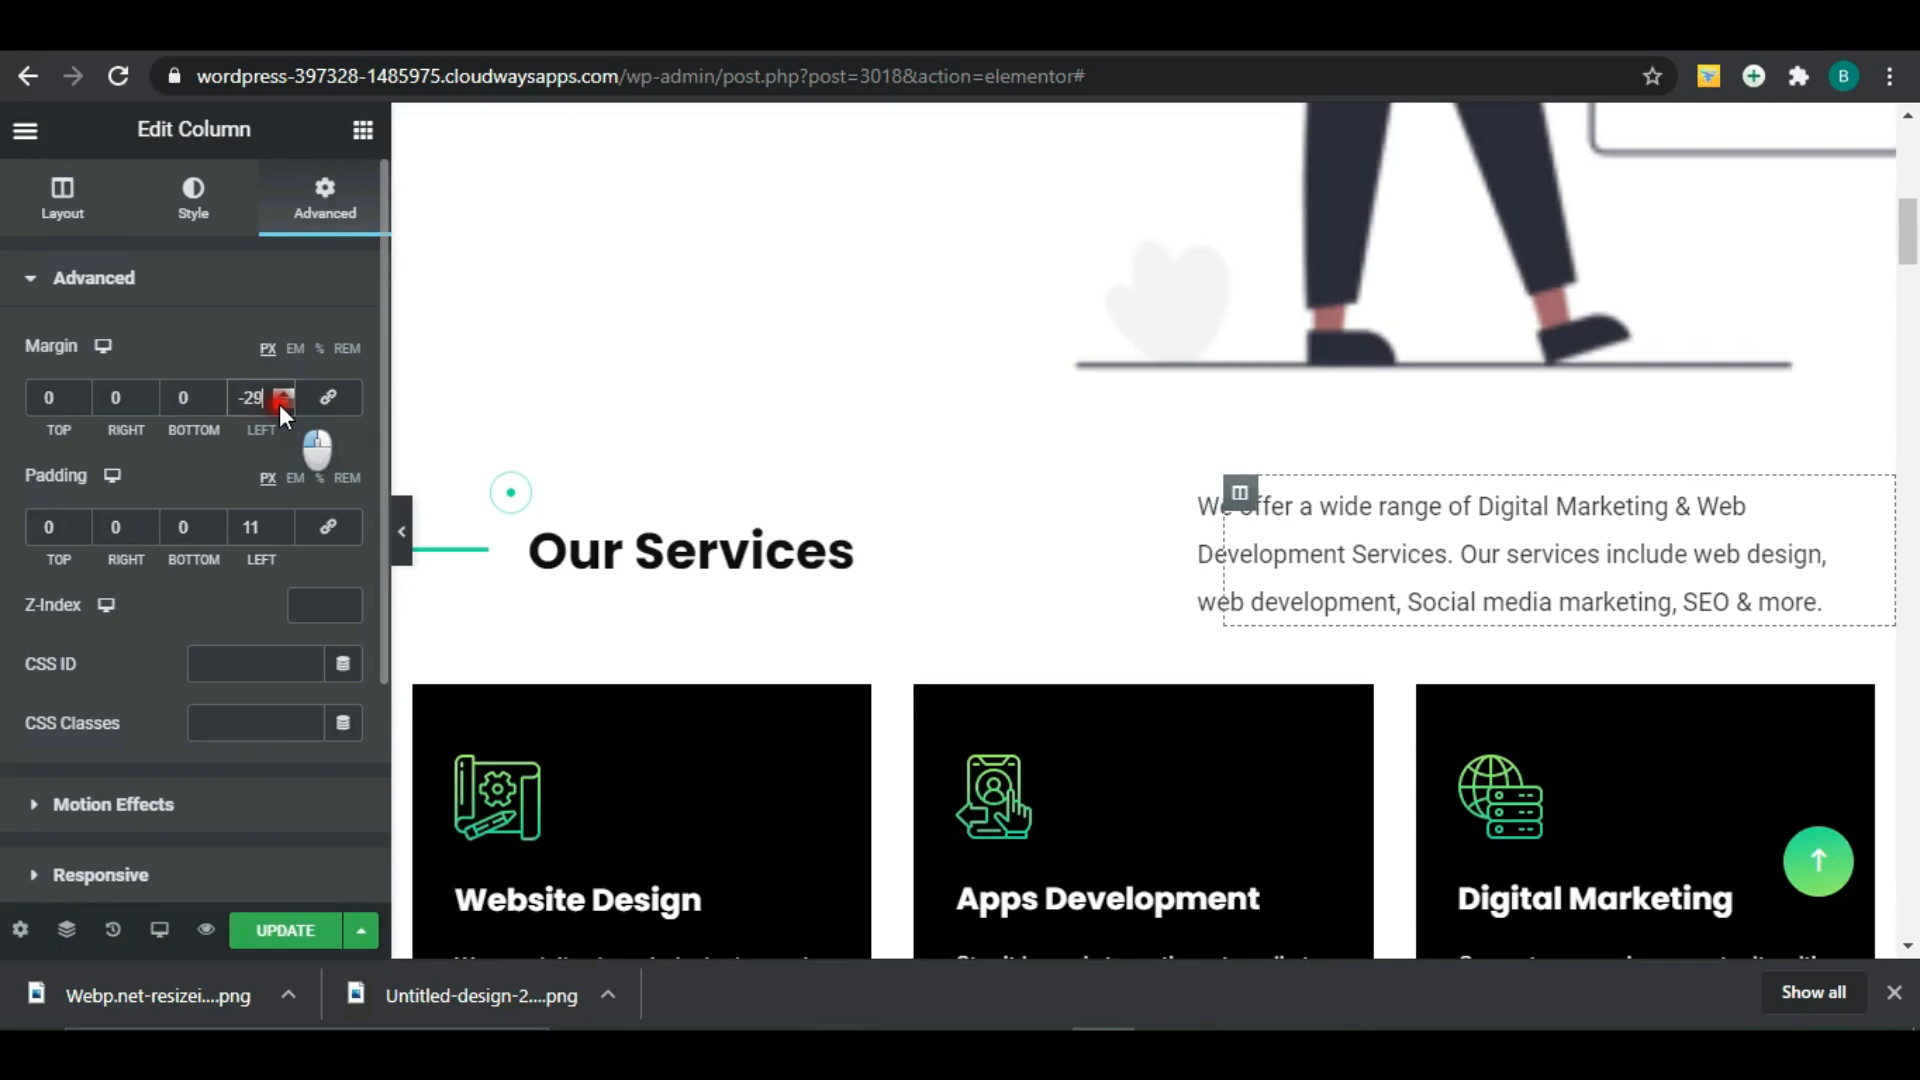 wordpress-397328-1485975.cloudwaysapps.com/wp-admin/post.php?post=3018&action=elementor#
B
Edit Column
Layout
Style
Advanced
Advanced
Margin
PX EM % REM
0 0 0 -29
TOP RIGHT BOTTOM LEFT
Padding
PX EM % REM
0 0 0 11
TOP RIGHT BOTTOM LEFT
Z-Index
CSS ID
CSS Classes
Motion Effects
Responsive
UPDATE
Our Services
We offer a wide range of Digital Marketing & Web
Development Services. Our services include web design,
web development, Social media marketing, SEO & more.
Website Design
Apps Development
Digital Marketing
Webp.net-resizei....png
Untitled-design-2....png
Show all